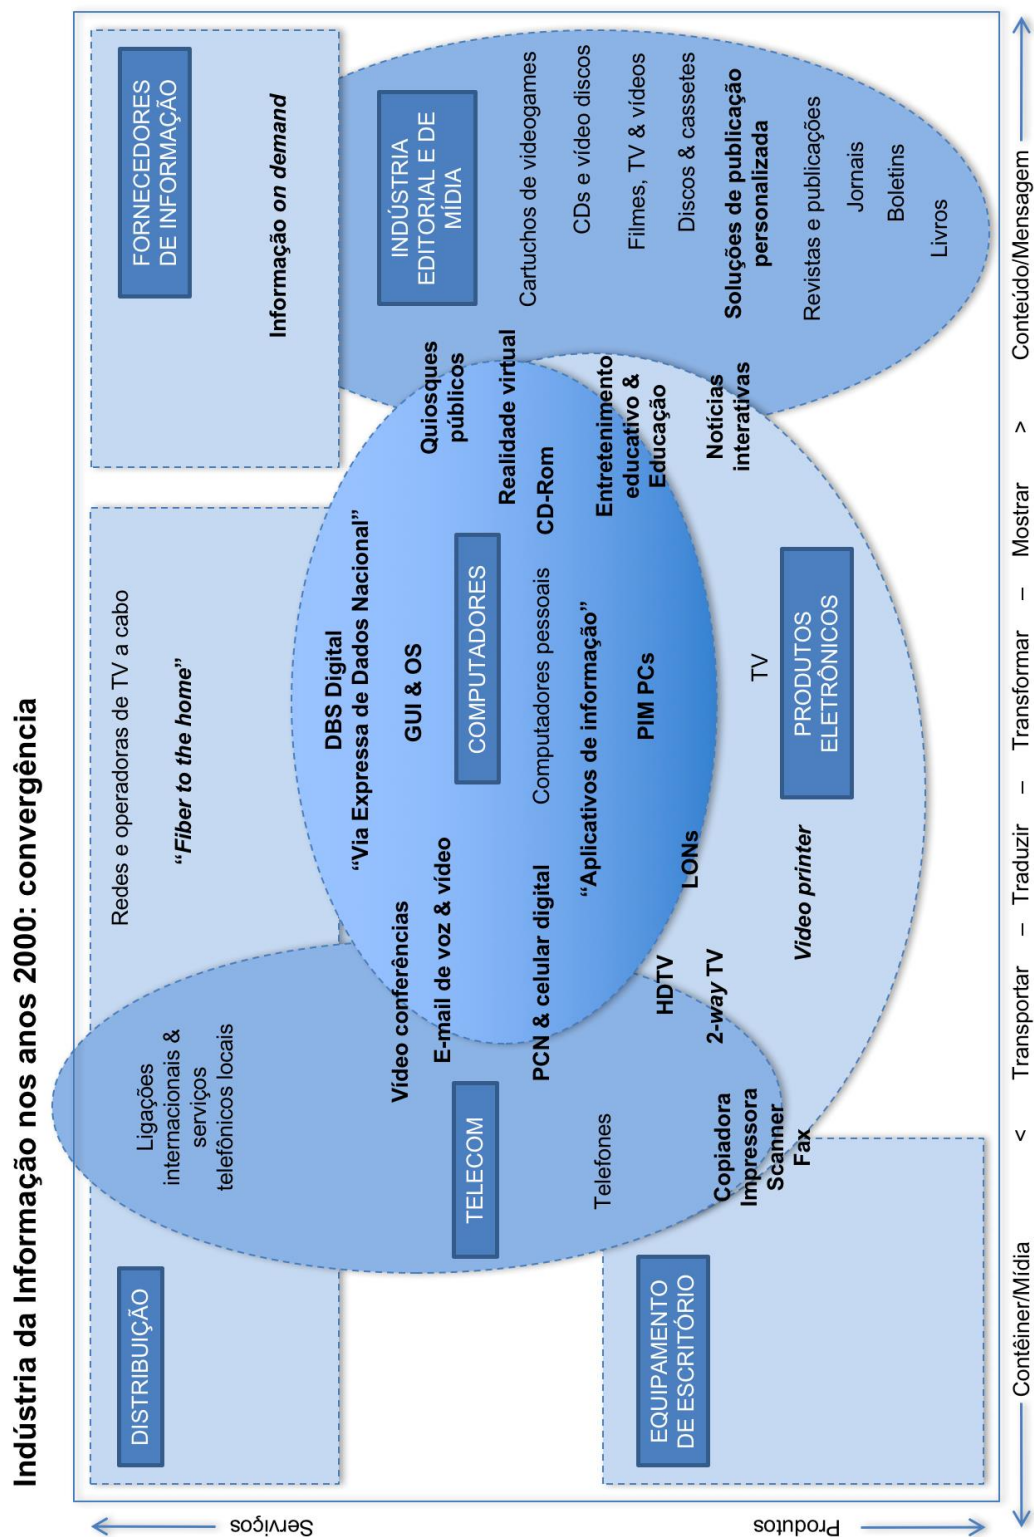 Indústria da Informação nos anos 2000: convergência
DISTRIBUIÇÃO
Ligações
internacionais &
serviços
telefônicos locais
Redes e operadoras de TV a cabo
“Fiber to the home”
FORNECEDORES
DE INFORMAÇÃO
Informação on demand
TELECOM
Telefones
Vídeo conferências
E-mail de voz & vídeo
PCN & celular digital
DBS Digital
“Via Expressa de Dados Nacional”
GUI & OS
COMPUTADORES
Computadores pessoais
“Aplicativos de informação”
PIM PCs
Quiosques
públicos
Realidade virtual
CD-Rom
Entretenimento
educativo &
Educação
Notícias
interativas
INDÚSTRIA
EDITORIAL E DE
MÍDIA
Cartuchos de videogames
CDs e vídeo discos
Filmes, TV & vídeos
Discos & cassetes
Soluções de publicação
personalizada
Revistas e publicações
Jornais
Boletins
Livros
EQUIPAMENTO
DE ESCRITÓRIO
Copiadora
Impressora
Scanner
Fax
HDTV
2-way TV
LONs
Vídeo printer
TV
PRODUTOS
ELETRÔNICOS
Serviços
Produtos
Contêiner/Mídia < Transportar – Traduzir – Transformar – Mostrar > Conteúdo/Mensagem